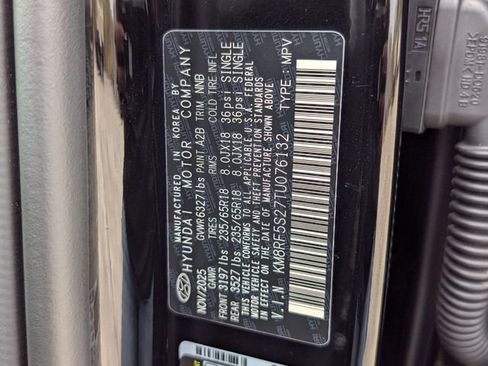 MANUFACTURED IN KOREA BY
HYUNDAI MOTOR COMPANY
NOV/2025 GVWR 6327 lbs PAINT A2B TRIM NNB
GAWR TIRES RIMS COLD TIRE INFL.
FRONT 3197 lbs 235/65R18 8.0JX18 36psi SINGLE
REAR 3527 lbs 235/65R18 8.0JX18 36psi SINGLE
THIS VEHICLE CONFORMS TO ALL APPLICABLE U.S. FEDERAL
MOTOR VEHICLE SAFETY AND THEFT PREVENTION STANDARDS
IN EFFECT ON THE DATE OF MANUFACTURE SHOWN ABOVE.
V.I.N KM8RF5S27TU076132 TYPE : MPV